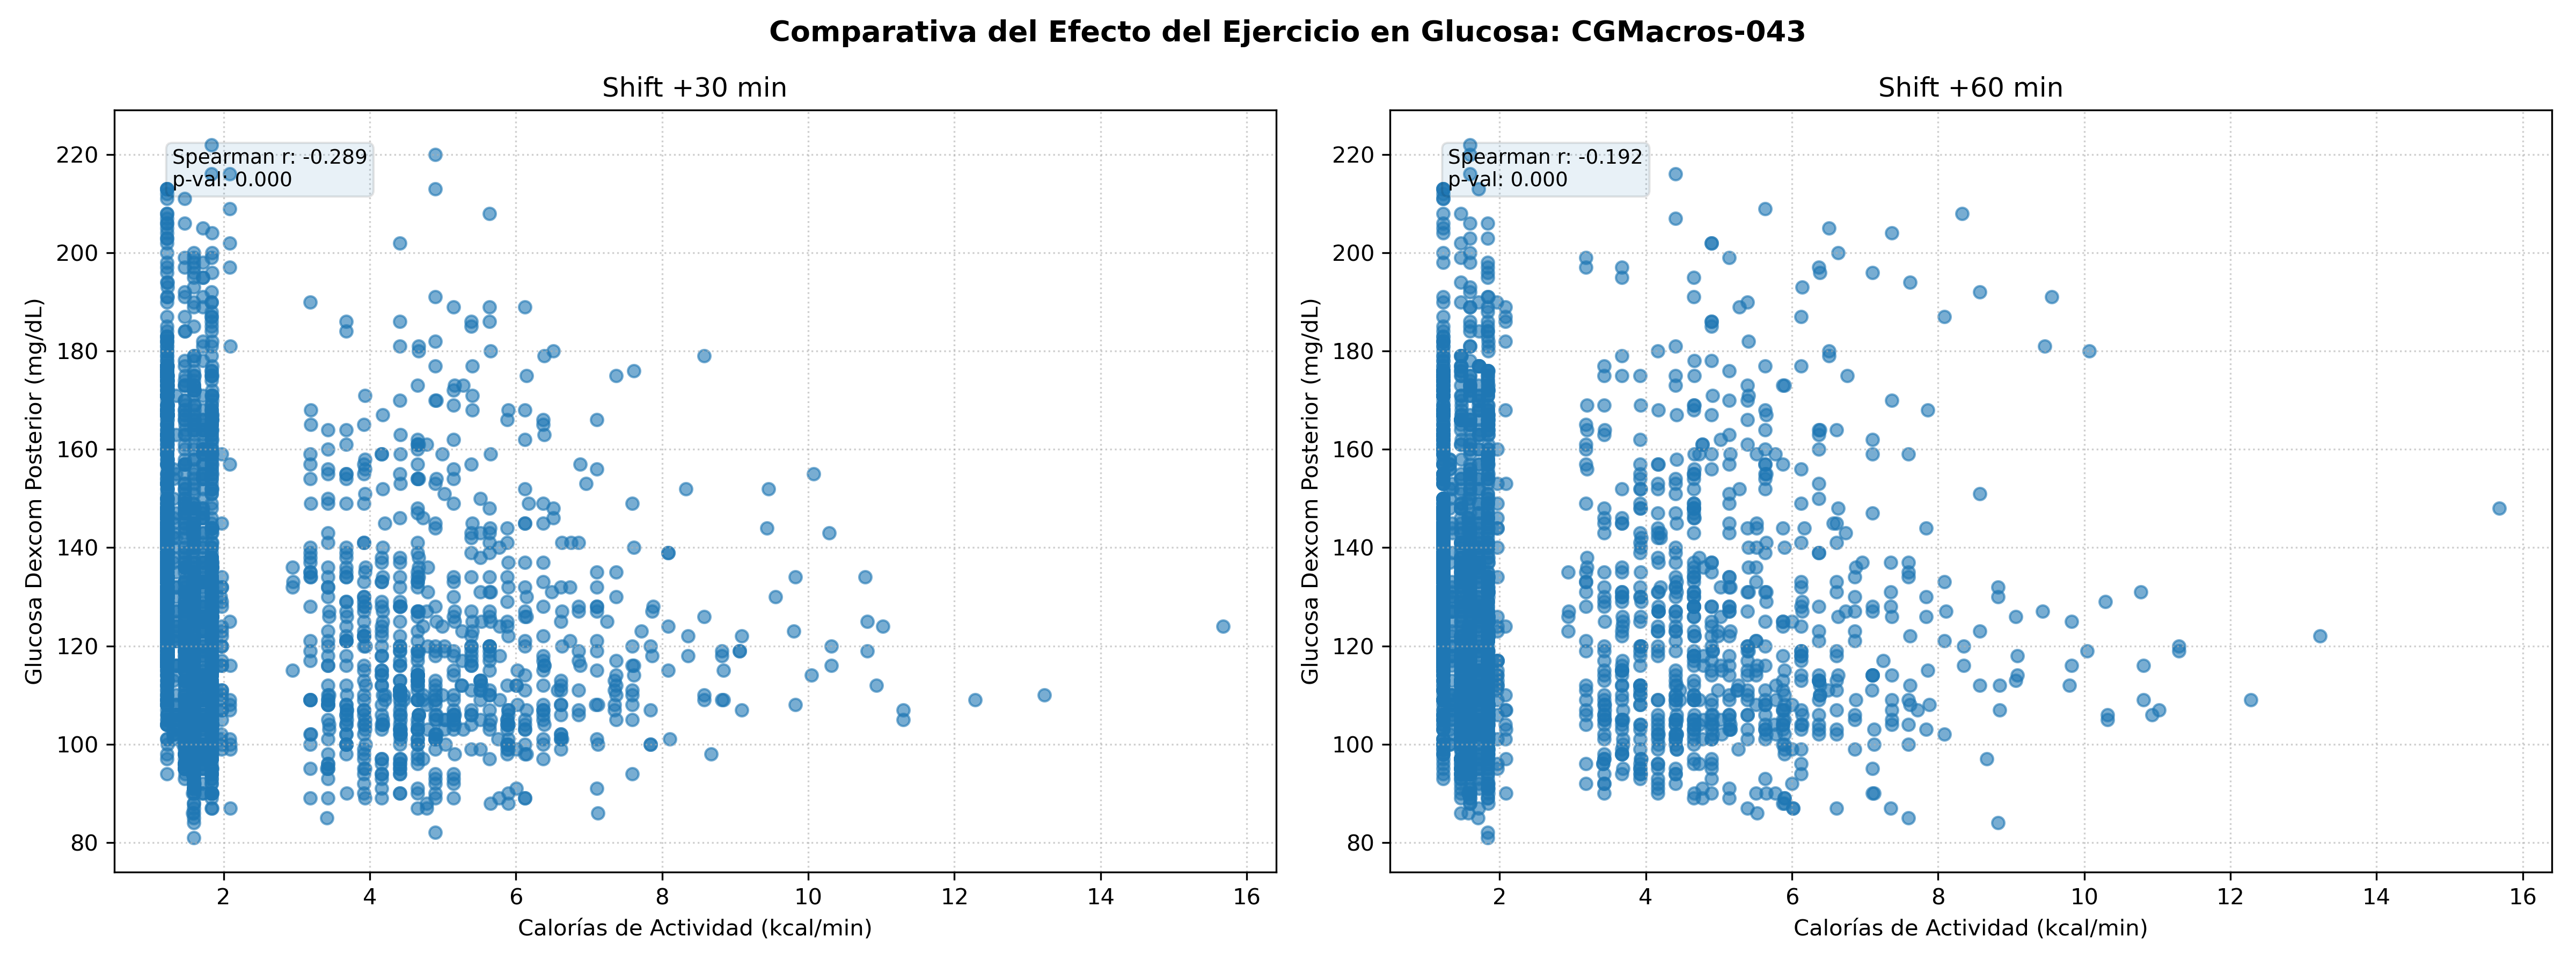 Comparativa del Efecto del Ejercicio en Glucosa: CGMacros-043
Shift +30 min
Spearman r: -0.289
p-val: 0.000
Glucosa Dexcom Posterior (mg/dL)
220
200
180
160
140
120
100
80
2 4 6 8 10 12 14 16
Calorías de Actividad (kcal/min)
Shift +60 min
Spearman r: -0.192
p-val: 0.000
Glucosa Dexcom Posterior (mg/dL)
220
200
180
160
140
120
100
80
2 4 6 8 10 12 14 16
Calorías de Actividad (kcal/min)